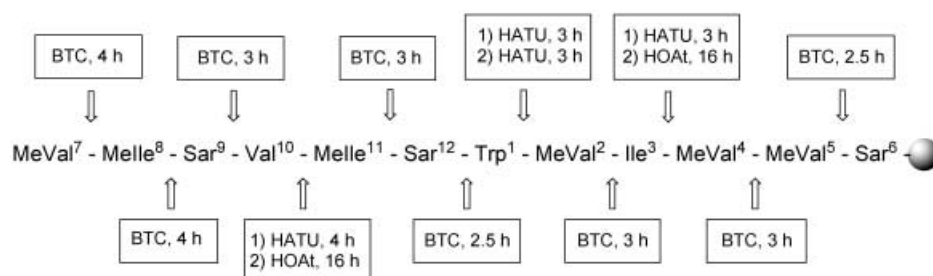 BTC, 4 h
BTC, 3 h
BTC, 3 h
1) HATU, 3 h
2) HATU, 3 h
1) HATU, 3 h
2) HOAt, 16 h
BTC, 2.5 h
MeVal⁷ - MeIle⁸ - Sar⁹ - Val¹⁰ - MeIle¹¹ - Sar¹² - Trp¹ - MeVal² - Ile³ - MeVal⁴ - MeVal⁵ - Sar⁶ -
BTC, 4 h
1) HATU, 4 h
2) HOAt, 16 h
BTC, 2.5 h
BTC, 3 h
BTC, 3 h